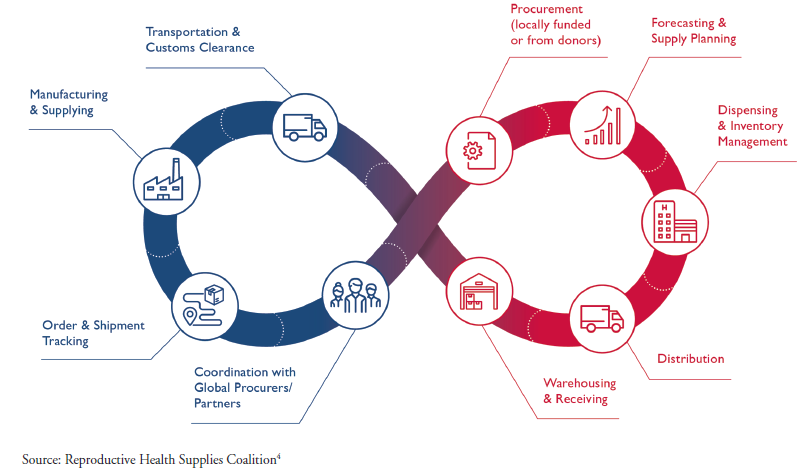 Transportation &
Customs Clearance
Manufacturing
& Supplying
Order & Shipment
Tracking
Coordination with
Global Procurers/
Partners
Procurement
(locally funded
or from donors)
Forecasting &
Supply Planning
Dispensing
& Inventory
Management
H
Distribution
Warehousing
& Receiving
Source: Reproductive Health Supplies Coalition⁴